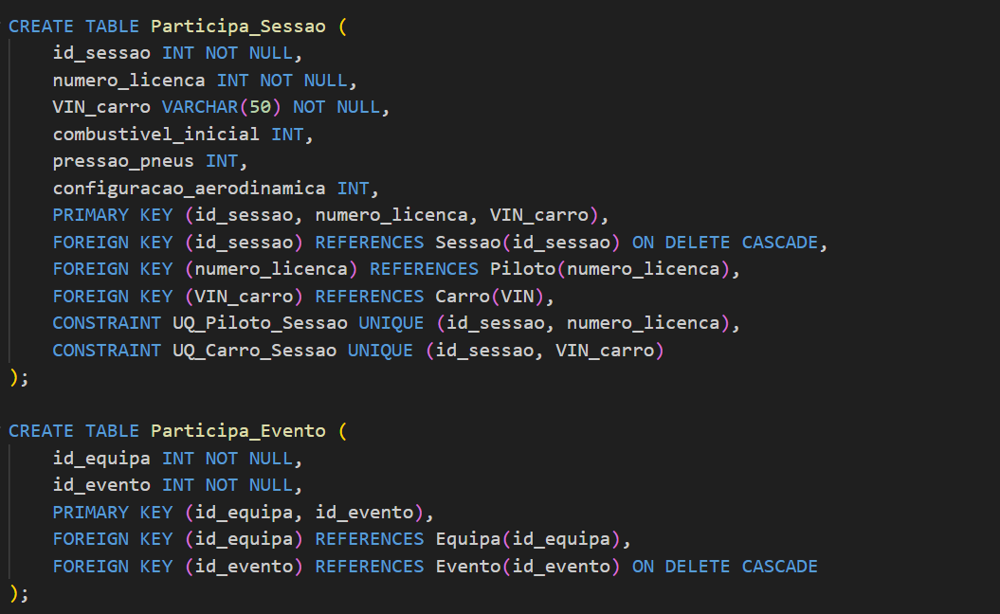 CREATE TABLE Participa_Sessao (
    id_sessao INT NOT NULL,
    numero_licenca INT NOT NULL,
    VIN_carro VARCHAR(50) NOT NULL,
    combustivel_inicial INT,
    pressao_pneus INT,
    configuracao_aerodinamica INT,
    PRIMARY KEY (id_sessao, numero_licenca, VIN_carro),
    FOREIGN KEY (id_sessao) REFERENCES Sessao(id_sessao) ON DELETE CASCADE,
    FOREIGN KEY (numero_licenca) REFERENCES Piloto(numero_licenca),
    FOREIGN KEY (VIN_carro) REFERENCES Carro(VIN),
    CONSTRAINT UQ_Piloto_Sessao UNIQUE (id_sessao, numero_licenca),
    CONSTRAINT UQ_Carro_Sessao UNIQUE (id_sessao, VIN_carro)
);

CREATE TABLE Participa_Evento (
    id_equipa INT NOT NULL,
    id_evento INT NOT NULL,
    PRIMARY KEY (id_equipa, id_evento),
    FOREIGN KEY (id_equipa) REFERENCES Equipa(id_equipa),
    FOREIGN KEY (id_evento) REFERENCES Evento(id_evento) ON DELETE CASCADE
);